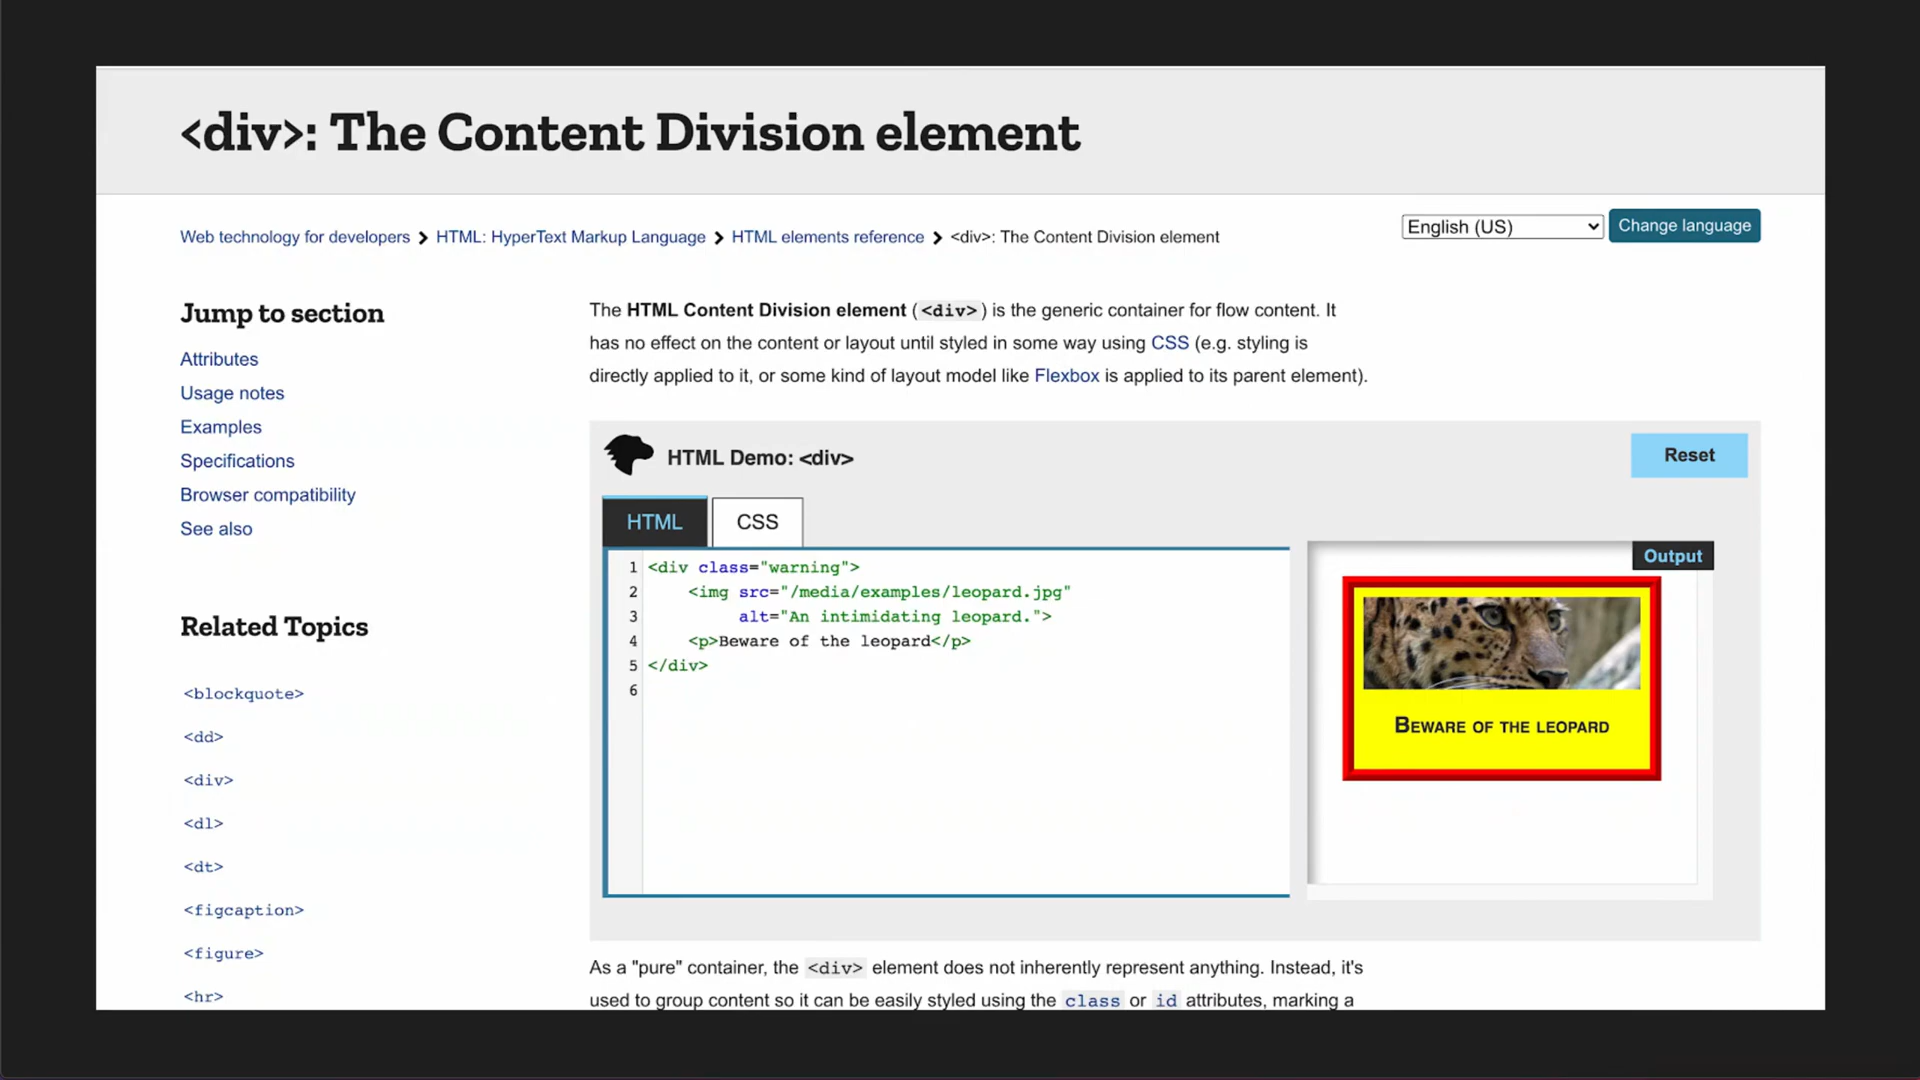 <div>: The Content Division element
Web technology for developers > HTML: HyperText Markup Language > HTML elements reference > <div>: The Content Division element
English (US)
Change language
Jump to section
Attributes
Usage notes
Examples
Specifications
Browser compatibility
See also
Related Topics
<blockquote>
<dd>
<div>
<dl>
<dt>
<figcaption>
<figure>
<hr>
The HTML Content Division element (<div>) is the generic container for flow content. It
has no effect on the content or layout until styled in some way using CSS (e.g. styling is
directly applied to it, or some kind of layout model like Flexbox is applied to its parent element).
HTML Demo: <div>
Reset
HTML CSS
1 <div class="warning">
2     <img src="/media/examples/leopard.jpg"
3          alt="An intimidating leopard.">
4     <p>Beware of the leopard</p>
5 </div>
6
Output
Beware of the leopard
As a "pure" container, the <div> element does not inherently represent anything. Instead, it's
used to group content so it can be easily styled using the class or id attributes, marking a